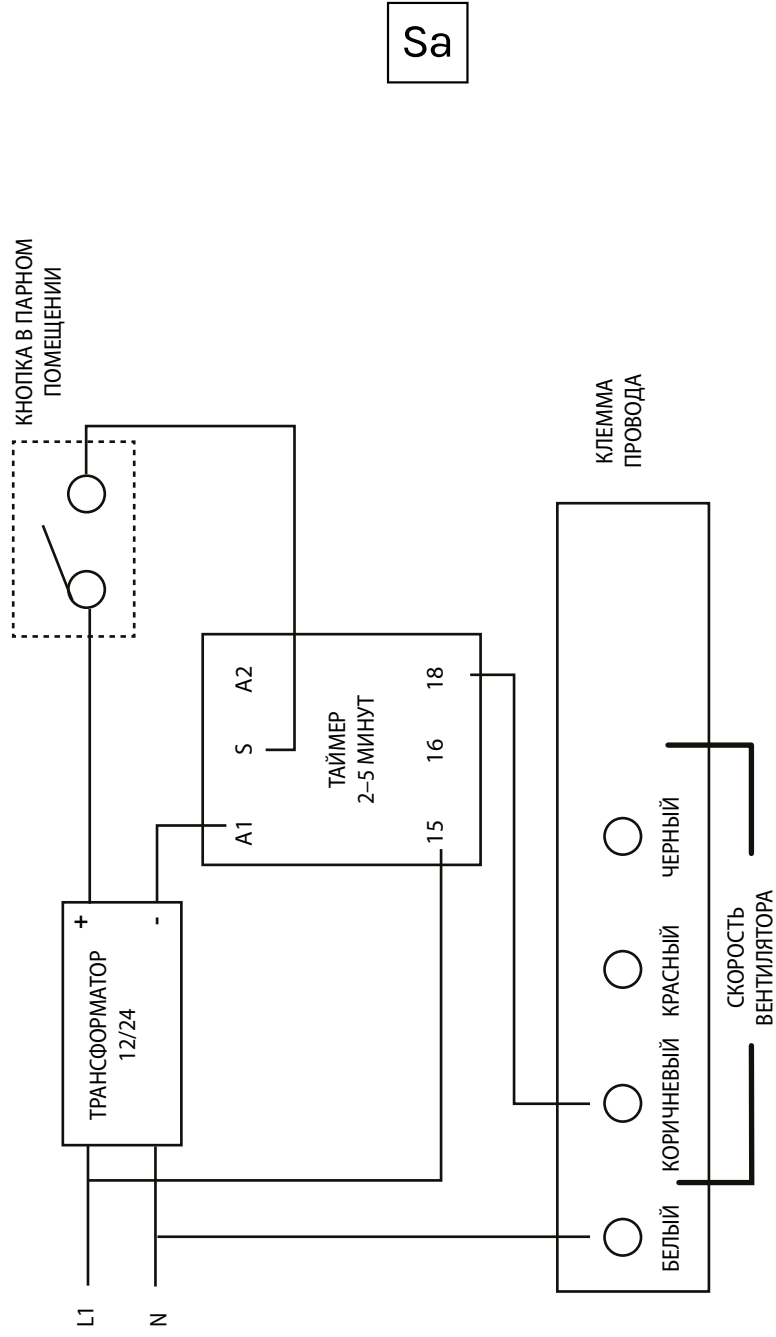 Sa
КНОПКА В ПАРНОМ
ПОМЕЩЕНИИ
ТРАНСФОРМАТОР
12/24
+
-
A1
S
A2
ТАЙМЕР
2–5 МИНУТ
15
16
18
L1
N
КЛЕММА
ПРОВОДА
БЕЛЫЙ
КОРИЧНЕВЫЙ
КРАСНЫЙ
ЧЕРНЫЙ
СКОРОСТЬ
ВЕНТИЛЯТОРА